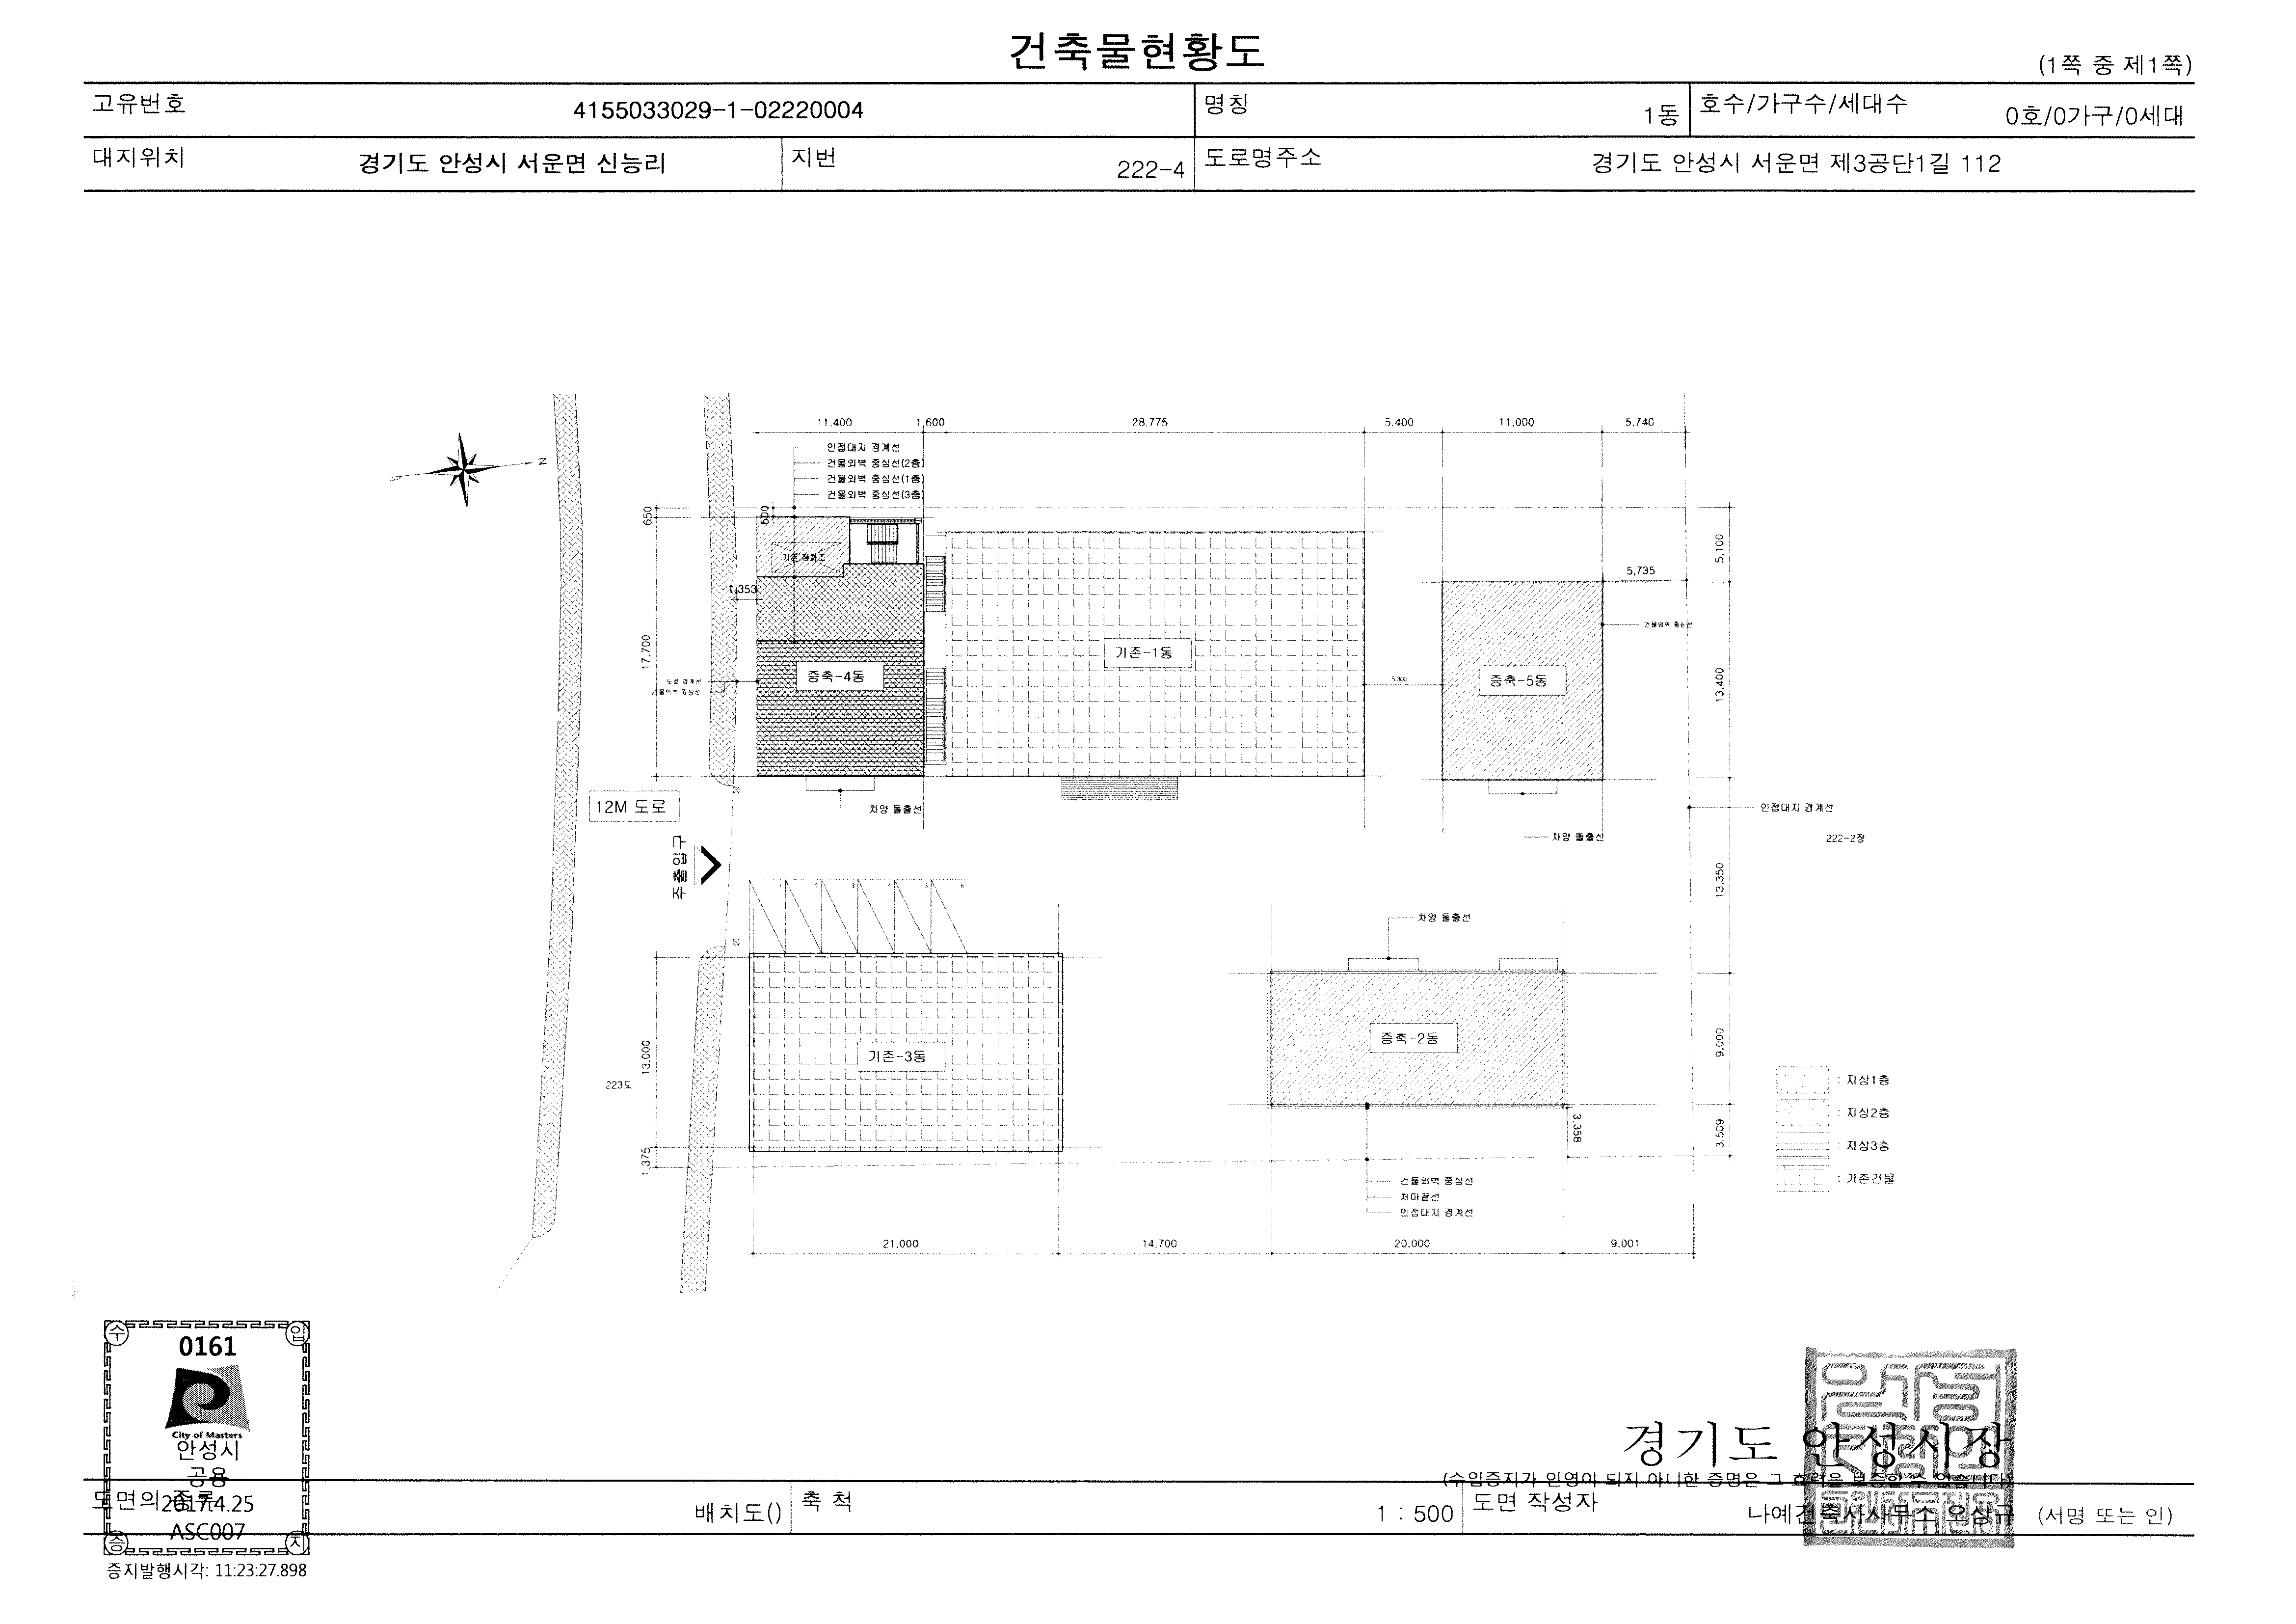 건축물현황도
(1쪽 중 제1쪽)
고유번호 4155033029-1-02220004 명칭 1동 호수/가구수/세대수 0호/0가구/0세대
대지위치 경기도 안성시 서운면 신능리 지번 222-4 도로명주소 경기도 안성시 서운면 제3공단1길 112
11,400 1,600 28,775 5,400 11,000 5,740
인접대지 경계선
건물외벽 중심선(2층)
건물외벽 중심선(1층)
건물외벽 중심선(3층)
N
650
600
5,100
1,353
5,735
건물외벽 중심선
17,700
기존-1동
증축-4동
증축-5동
5,300
13,400
도로 경계선
건물외벽 중심선
12M 도로
차양 돌출선
차양 돌출선
인접대지 경계선
222-2장
주출입구
1 2 3 4 5 6
13,350
차양 돌출선
기존-3동
증축-2동
13,000
9,000
223도
1,375
3,358
3,509
: 지상1층
: 지상2층
: 지상3층
: 기존건물
건물외벽 중심선
처마끝선
인접대지 경계선
21,000 14,700 20,000 9,001
수 입
0161
City of Masters
안성시
공용
2017.4.25
ASC007
증 지
증지발행시각: 11:23:27.898
경기도 안성시장
(수입증지가 인영이 되지 아니한 증명은 그 효력을 보증할 수 없습니다)
도면의 종류 배치도() 축 척 1 : 500 도면 작성자 나예건축사사무소 오상규 (서명 또는 인)